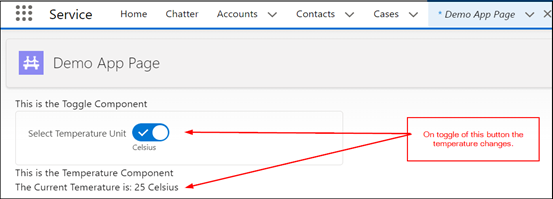 Service Home Chatter Accounts Contacts Cases * Demo App Page
Demo App Page
This is the Toggle Component
Select Temperature Unit
Celsius
On toggle of this button the
temperature changes.
This is the Temperature Component
The Current Temerature is: 25 Celsius